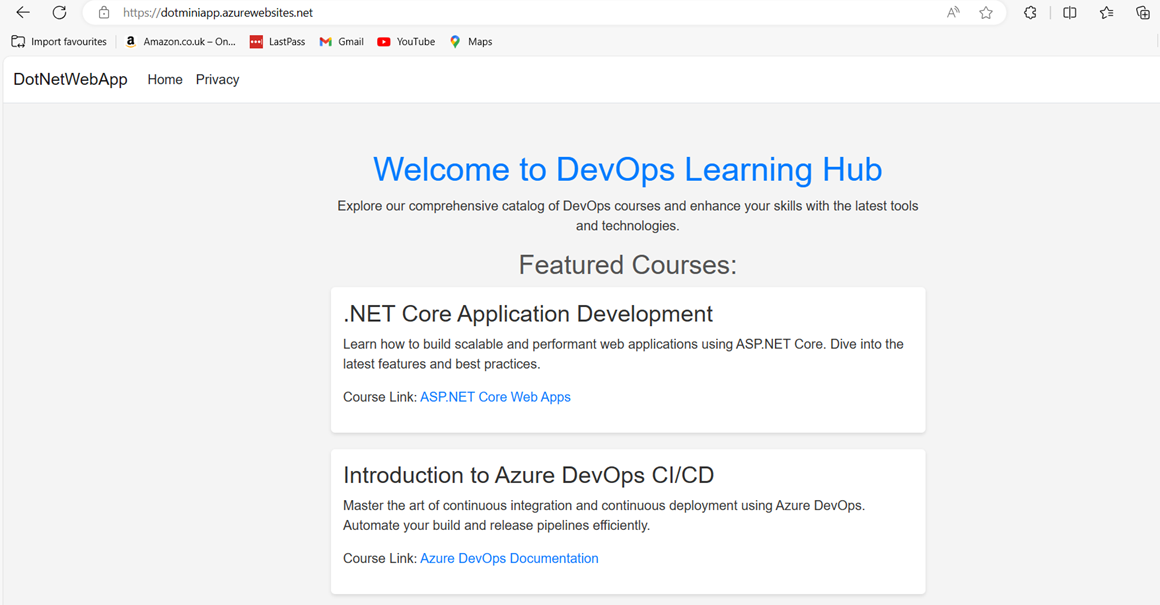 https://dotminiapp.azurewebsites.net
Import favourites
Amazon.co.uk – On...
LastPass
Gmail
YouTube
Maps
DotNetWebApp
Home
Privacy
Welcome to DevOps Learning Hub
Explore our comprehensive catalog of DevOps courses and enhance your skills with the latest tools
and technologies.
Featured Courses:
.NET Core Application Development
Learn how to build scalable and performant web applications using ASP.NET Core. Dive into the
latest features and best practices.
Course Link: ASP.NET Core Web Apps
Introduction to Azure DevOps CI/CD
Master the art of continuous integration and continuous deployment using Azure DevOps.
Automate your build and release pipelines efficiently.
Course Link: Azure DevOps Documentation